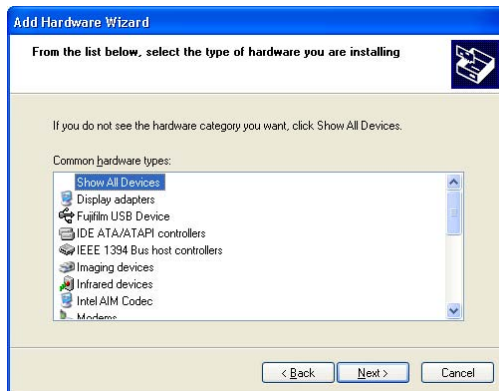 Add Hardware Wizard
From the list below, select the type of hardware you are installing
If you do not see the hardware category you want, click Show All Devices.
Common hardware types:
Show All Devices
Display adapters
Fujifilm USB Device
IDE ATA/ATAPI controllers
IEEE 1394 Bus host controllers
Imaging devices
Infrared devices
Intel AIM Codec
Modems
< Back Next > Cancel